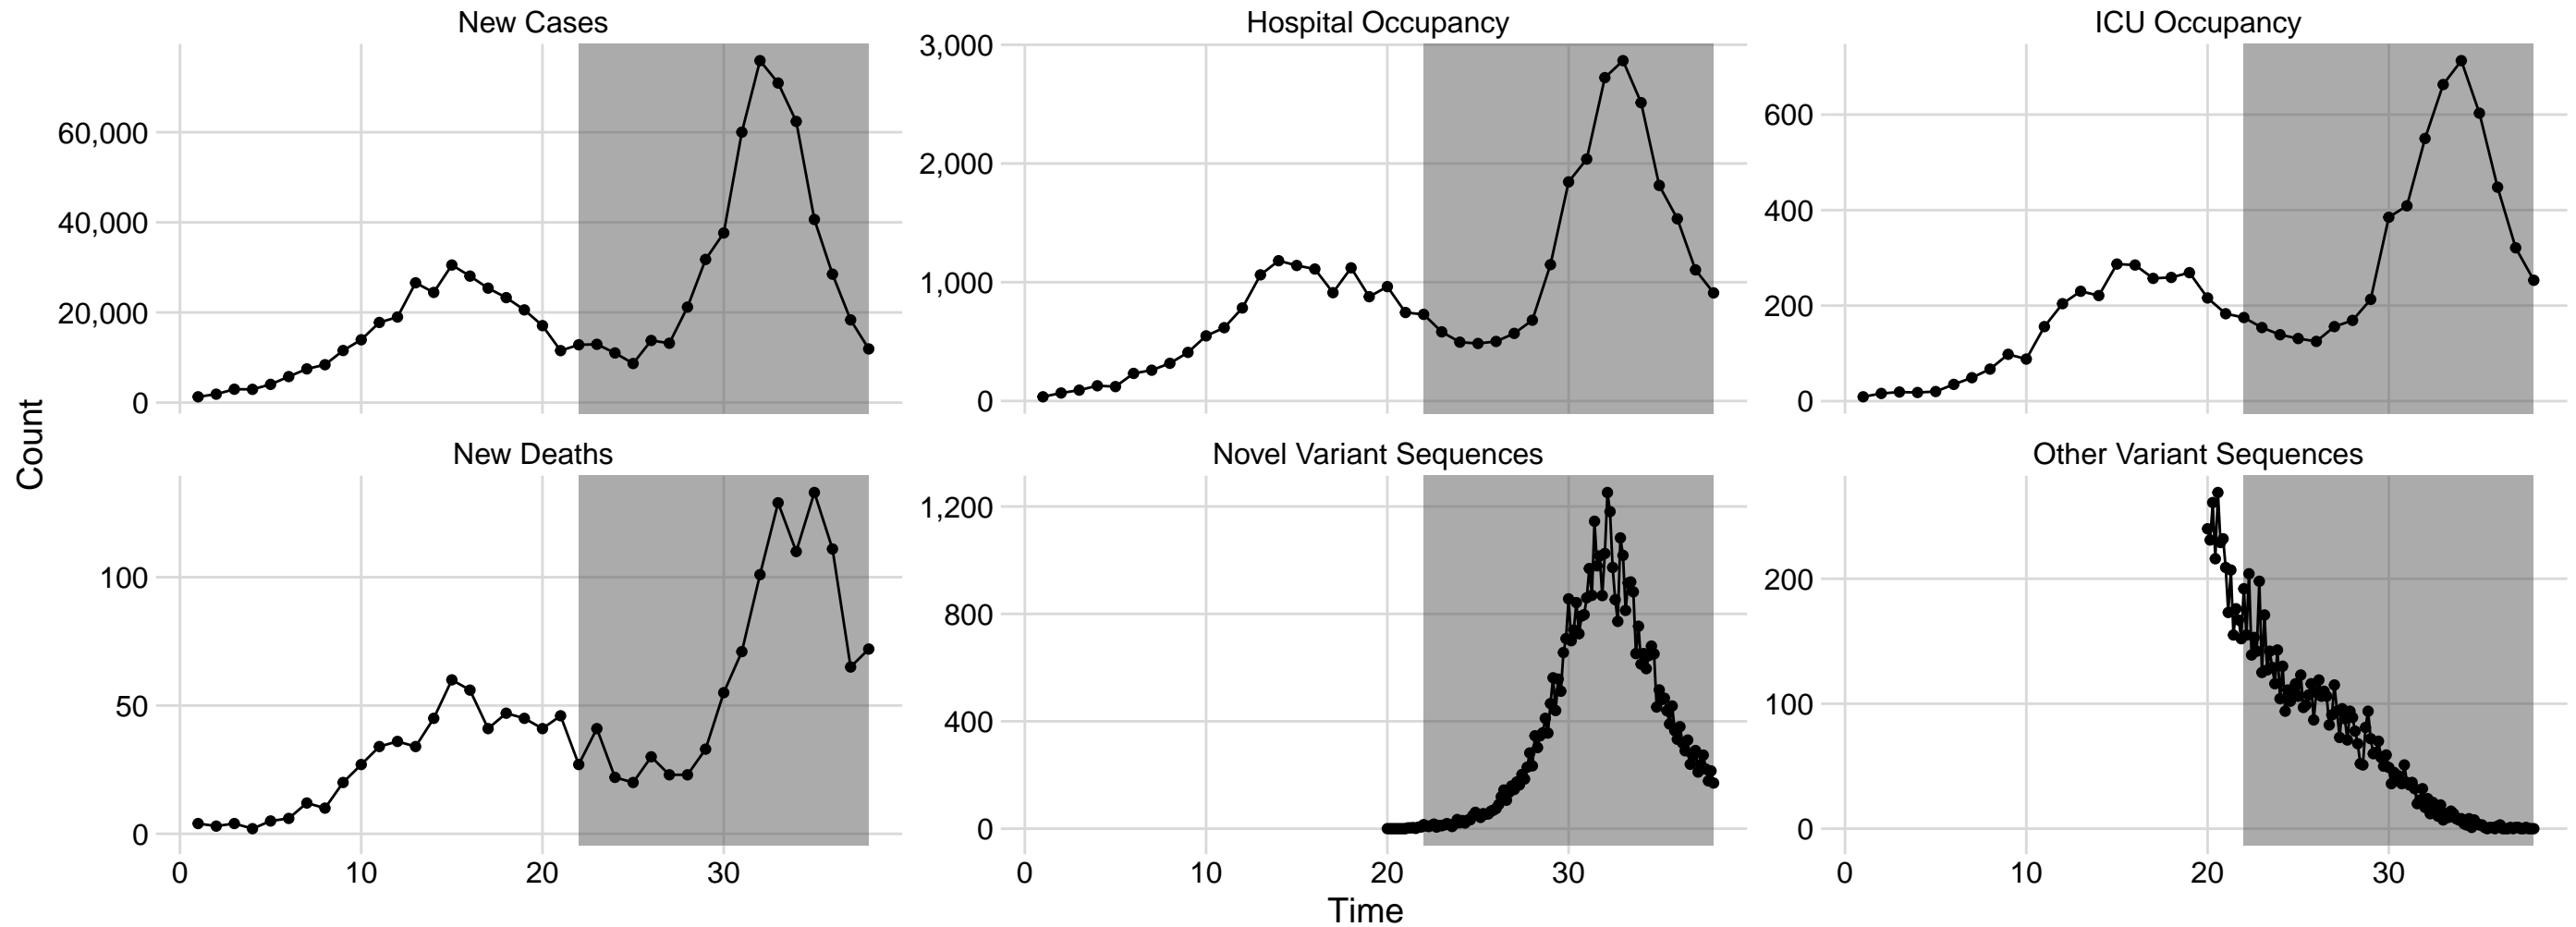 New Cases
Hospital Occupancy
ICU Occupancy
60,000
40,000
20,000
0
3,000
2,000
1,000
0
600
400
200
0
Count
New Deaths
Novel Variant Sequences
Other Variant Sequences
100
50
0
1,200
800
400
0
200
100
0
0 10 20 30
0 10 20 30
0 10 20 30
Time